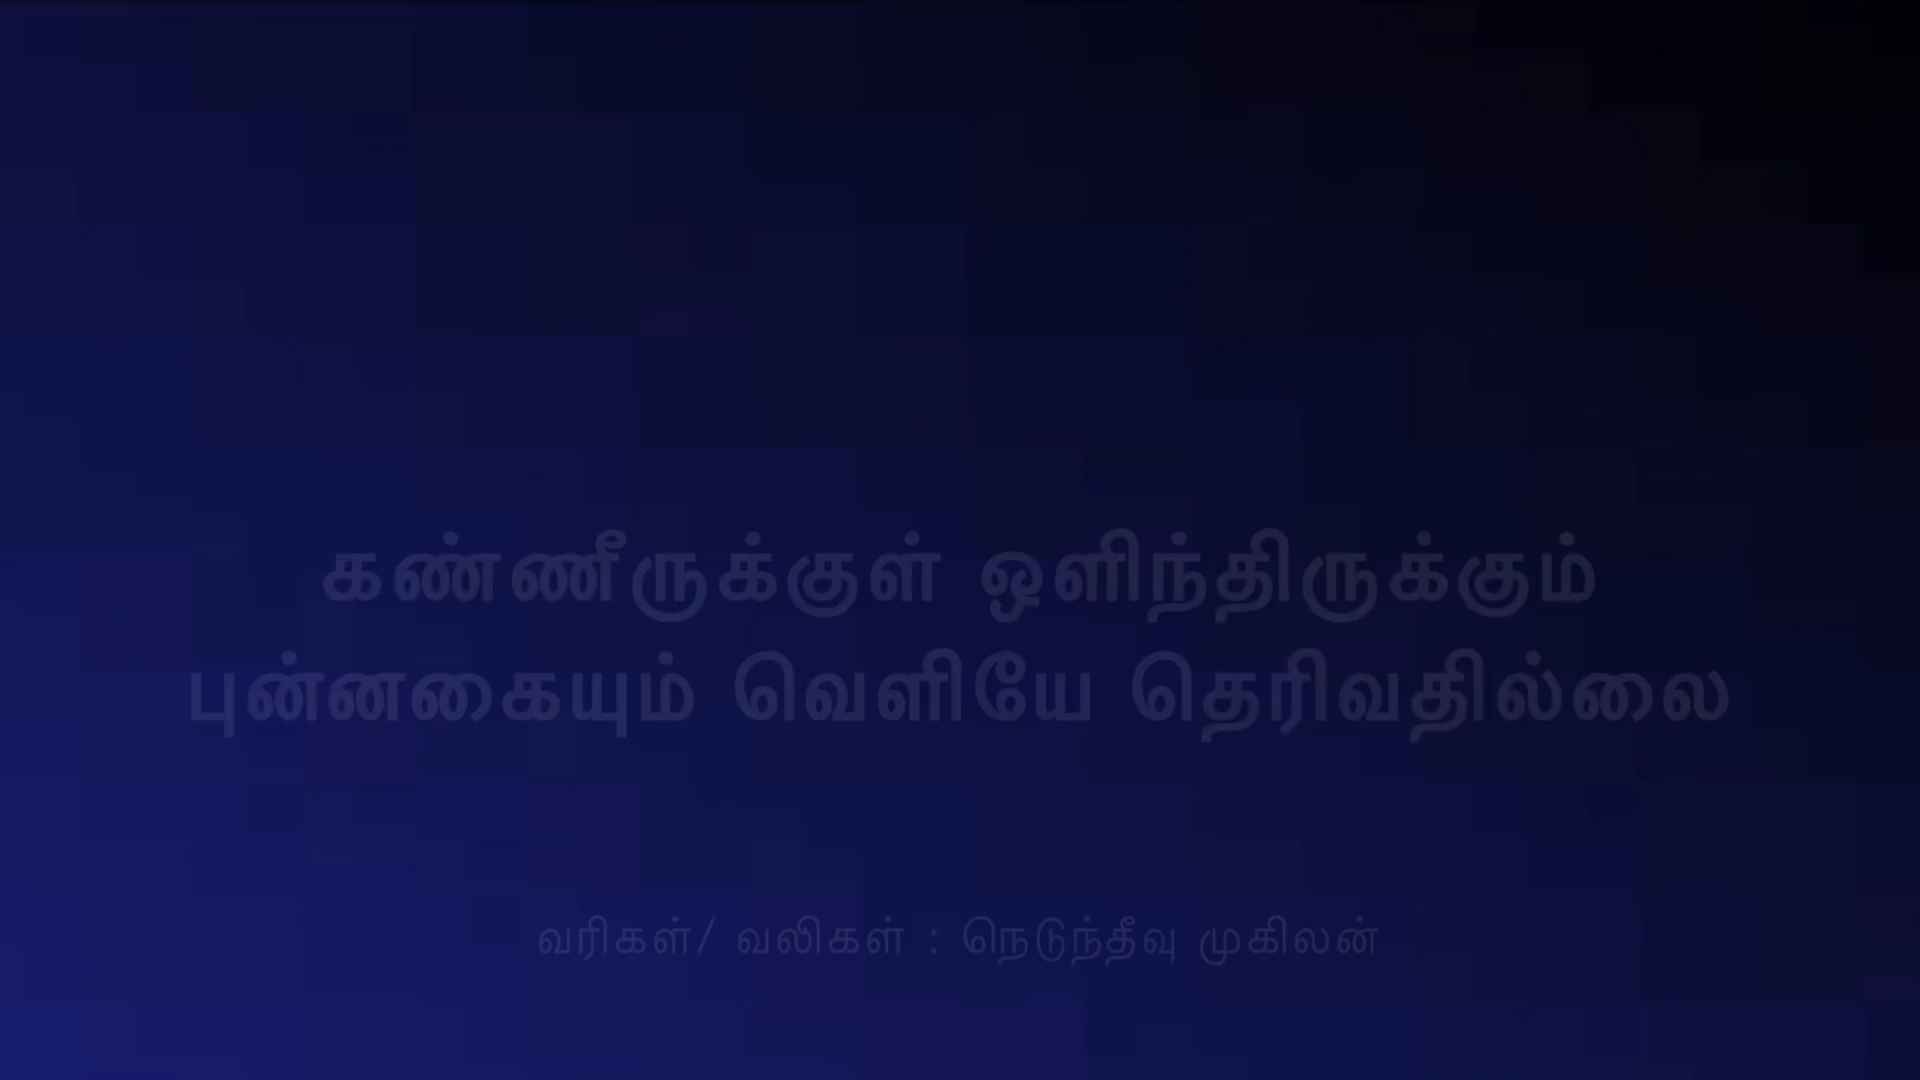 கண்ணீருக்குள் ஒளிந்திருக்கும்
புன்னகையும் வெளியே தெரிவதில்லை
வரிகள்/ வலிகள் : நெடுந்தீவு முகிலன்